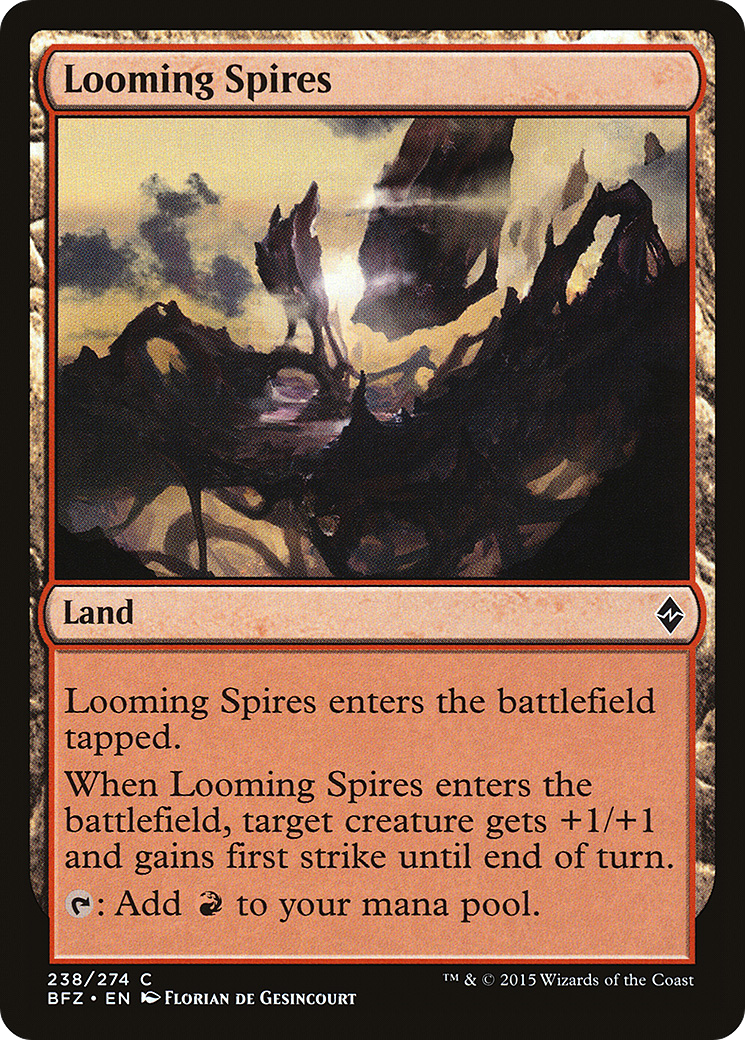 Looming Spires
Land
Looming Spires enters the battlefield
tapped.
When Looming Spires enters the
battlefield, target creature gets +1/+1
and gains first strike until end of turn.
: Add to your mana pool.
238/274 C
™ & © 2015 Wizards of the Coast
BFZ • EN Florian de Gesincourt